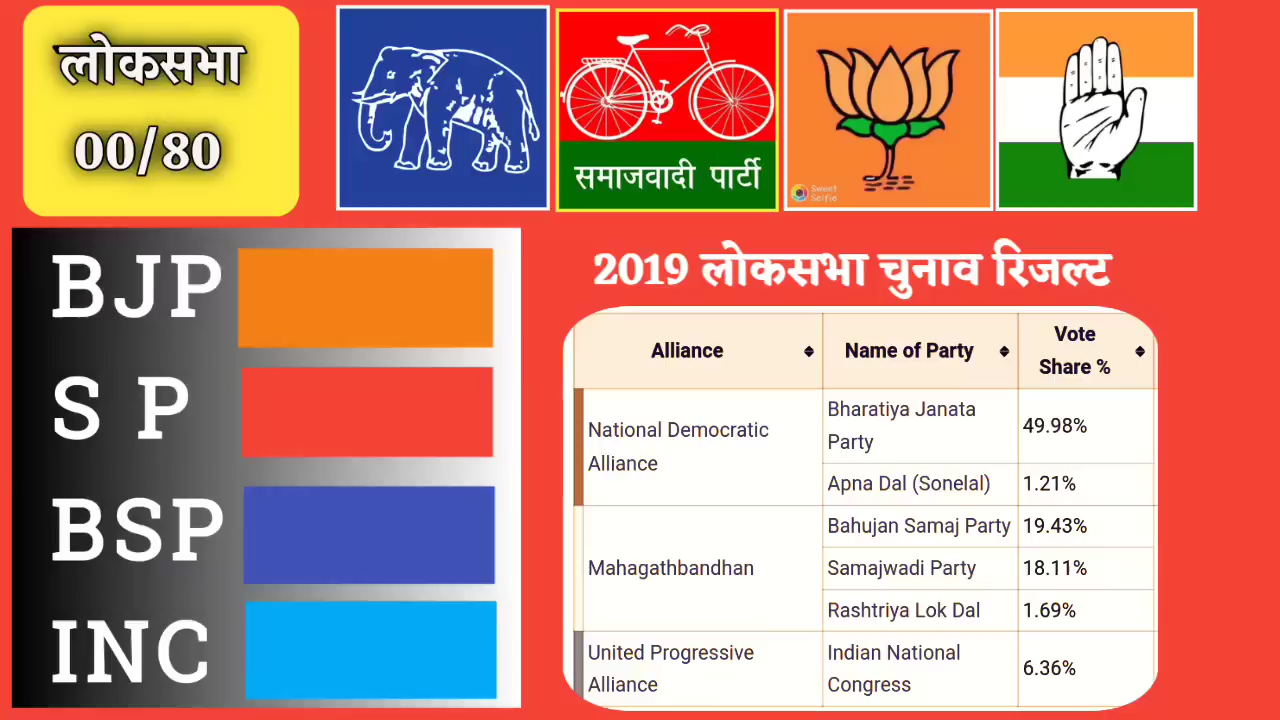 लोकसभा
00/80
समाजवादी पार्टी
Sweet
Selfie
BJP
S P
BSP
INC
2019 लोकसभा चुनाव रिजल्ट
Alliance Name of Party Vote
Share %
National Democratic
Alliance
Bharatiya Janata
Party
49.98%
Apna Dal (Sonelal) 1.21%
Mahagathbandhan
Bahujan Samaj Party 19.43%
Samajwadi Party 18.11%
Rashtriya Lok Dal 1.69%
United Progressive
Alliance
Indian National
Congress
6.36%